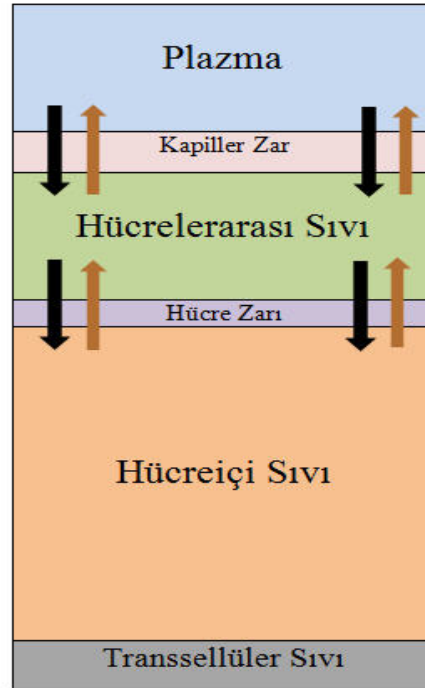 Plazma
Kapiller Zar
Hücrelerarası Sıvı
Hücre Zarı
Hücreiçi Sıvı
Transsellüler Sıvı